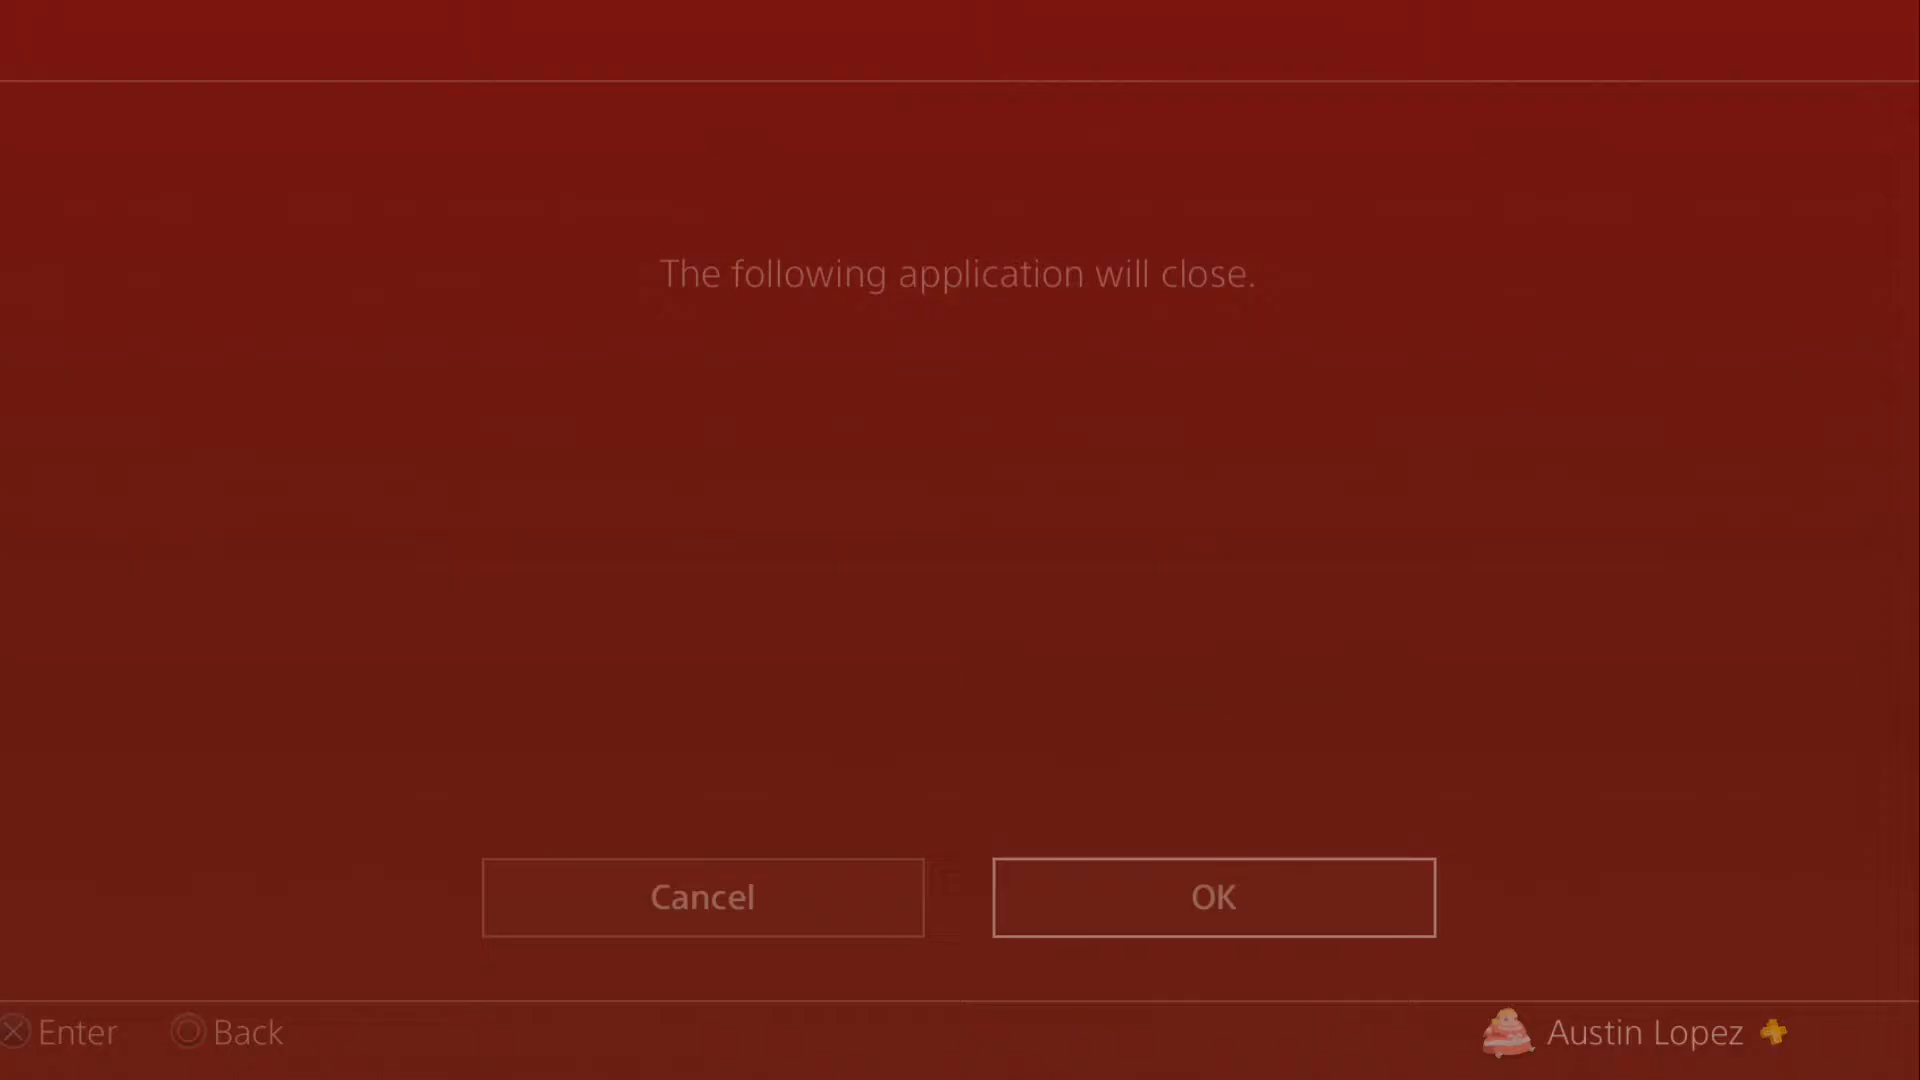 The following application will close.
Cancel
OK
Enter
Back
Austin Lopez